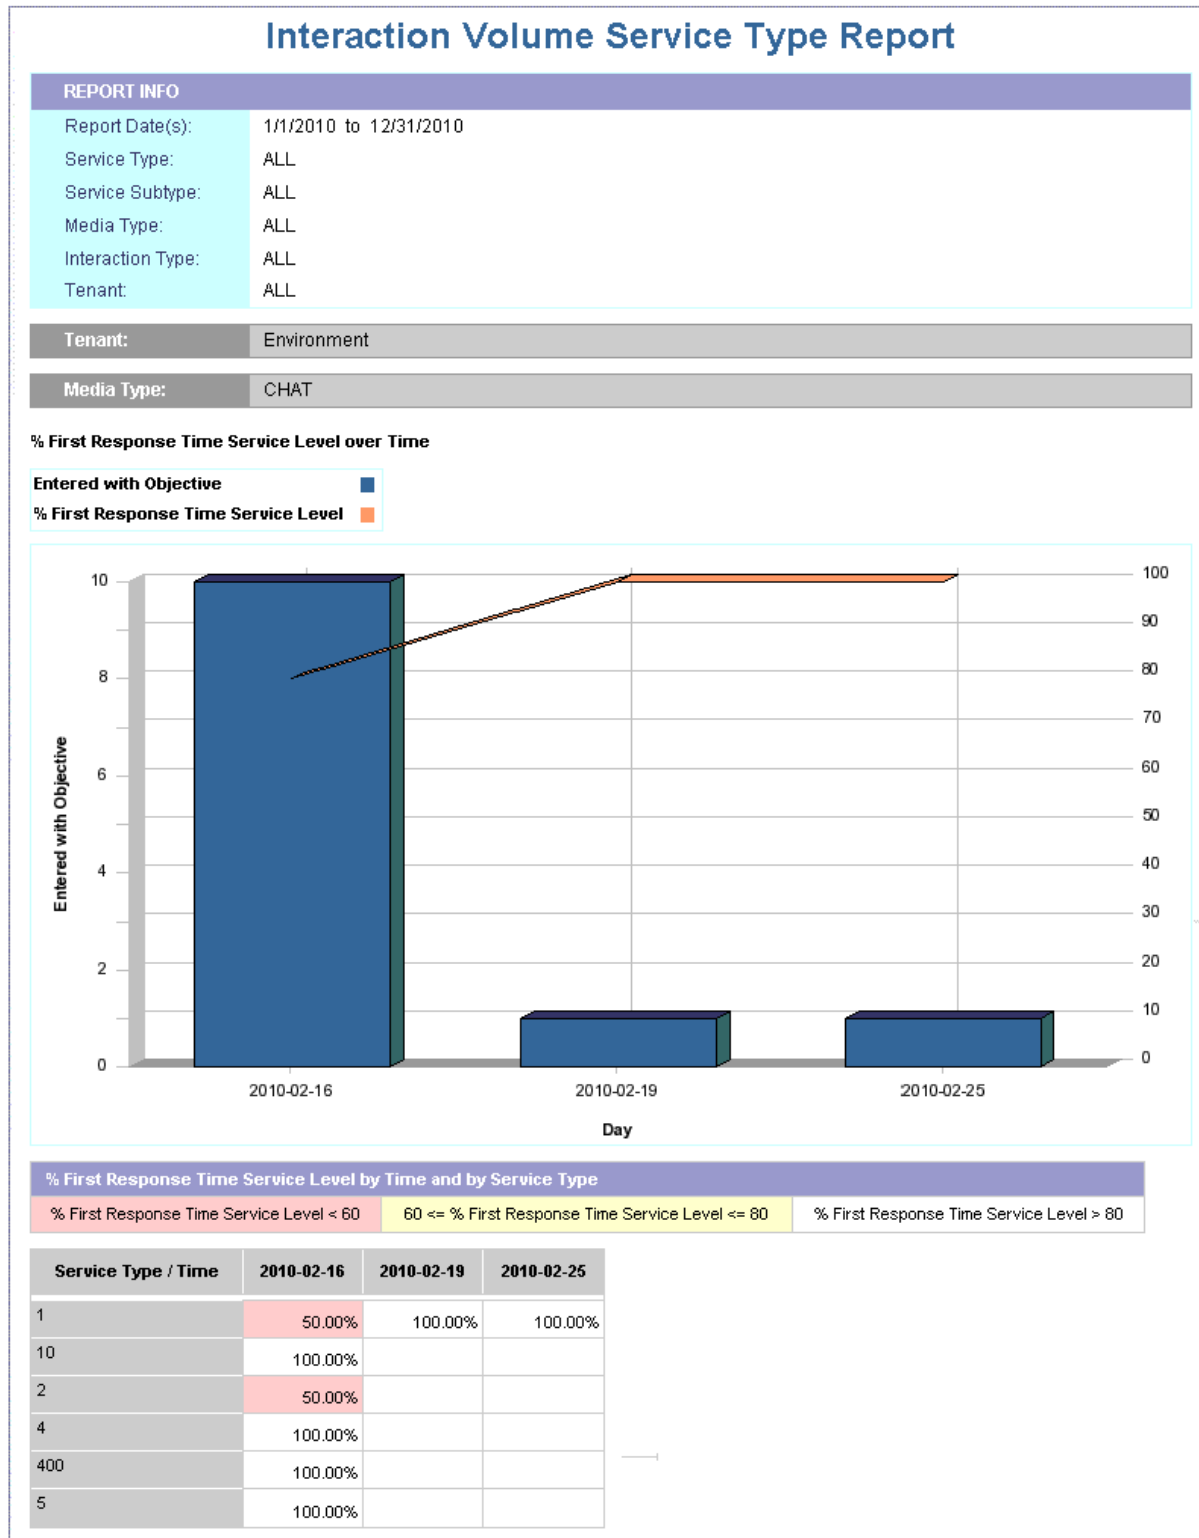 Interaction Volume Service Type Report
REPORT INFO
Report Date(s): 1/1/2010 to 12/31/2010
Service Type: ALL
Service Subtype: ALL
Media Type: ALL
Interaction Type: ALL
Tenant: ALL
Tenant: Environment
Media Type: CHAT
% First Response Time Service Level over Time
Entered with Objective
% First Response Time Service Level
10
8
6
4
2
0
Entered with Objective
100
90
80
70
60
50
40
30
20
10
0
2010-02-16 2010-02-19 2010-02-25
Day
% First Response Time Service Level by Time and by Service Type
% First Response Time Service Level < 60 60 <= % First Response Time Service Level <= 80 % First Response Time Service Level > 80
Service Type / Time 2010-02-16 2010-02-19 2010-02-25
1 50.00% 100.00% 100.00%
10 100.00%
2 50.00%
4 100.00%
400 100.00%
5 100.00%